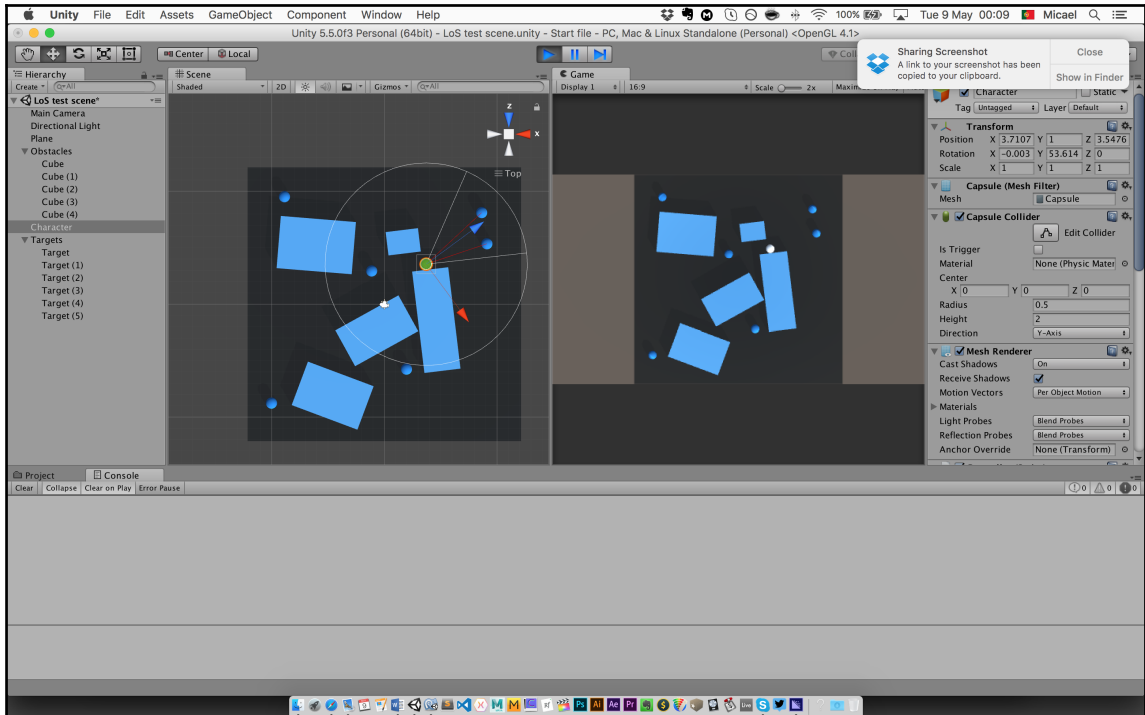 Unity File Edit Assets GameObject Component Window Help 100% Tue 9 May 00:09 Micael
Unity 5.5.0f3 Personal (64bit) - LoS test scene.unity - Start file - PC, Mac & Linux Standalone (Personal) <OpenGL 4.1>
Sharing Screenshot
A link to your screenshot has been
copied to your clipboard.
Close
Show in Finder
Center Local Coll
Hierarchy
Create All
LoS test scene*
Main Camera
Directional Light
Plane
Obstacles
Cube
Cube (1)
Cube (2)
Cube (3)
Cube (4)
Character
Targets
Target
Target (1)
Target (2)
Target (3)
Target (4)
Target (5)
Scene
Shaded 2D Gizmos All
z
x
Top
Game
Display 1 16:9 Scale 2x
Character Static
Tag Untagged Layer Default
Transform
Position X 3.7107 Y 1 Z 3.5476
Rotation X -0.003 Y 53.614 Z 0
Scale X 1 Y 1 Z 1
Capsule (Mesh Filter)
Mesh Capsule
Capsule Collider
Edit Collider
Is Trigger
Material None (Physic Mater
Center
X 0 Y 0 Z 0
Radius 0.5
Height 2
Direction Y-Axis
Mesh Renderer
Cast Shadows On
Receive Shadows
Motion Vectors Per Object Motion
Materials
Light Probes Blend Probes
Reflection Probes Blend Probes
Anchor Override None (Transform)
Project Console
Clear Collapse Clear on Play Error Pause 0 0 0